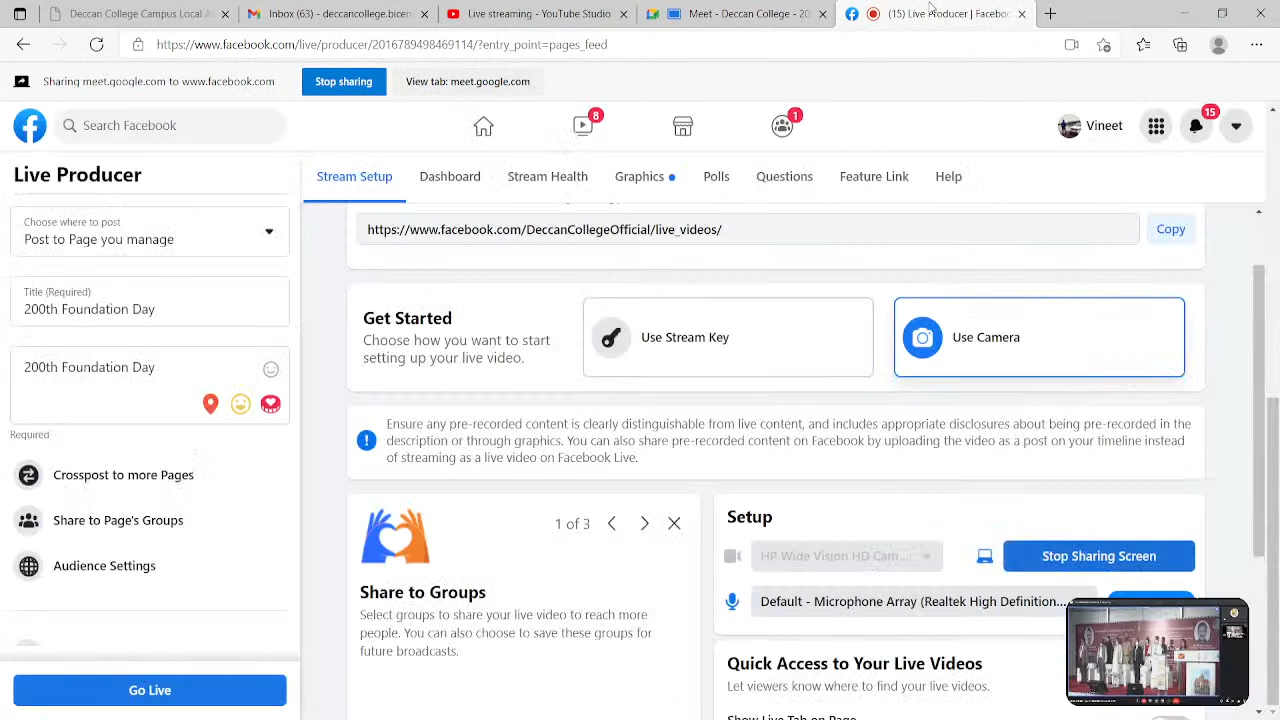 Deccan College of Local A
Inbox (63) - deccancollege
Live streaming - YouTube Studio
Meet - Deccan College - 20
(15) Live Producer | Facebo
https://www.facebook.com/live/producer/2016789498469114/?entry_point=pages_feed
Sharing meet.google.com to www.facebook.com
Stop sharing
View tab: meet.google.com
Search Facebook
8
1
Vineet
15
Live Producer
Stream Setup
Dashboard
Stream Health
Graphics
Polls
Questions
Feature Link
Help
Choose where to post
Post to Page you manage
Title (Required)
200th Foundation Day
200th Foundation Day
Required
Crosspost to more Pages
Share to Page's Groups
Audience Settings
Go Live
https://www.facebook.com/DeccanCollegeOfficial/live_videos/
Copy
Get Started
Choose how you want to start
setting up your live video.
Use Stream Key
Use Camera
Ensure any pre-recorded content is clearly distinguishable from live content, and includes appropriate disclosures about being pre-recorded in the
description or through graphics. You can also share pre-recorded content on Facebook by uploading the video as a post on your timeline instead
of streaming as a live video on Facebook Live.
1 of 3
Share to Groups
Select groups to share your live video to reach more
people. You can also choose to save these groups for
future broadcasts.
Setup
HP Wide Vision HD Cam ...
Stop Sharing Screen
Default - Microphone Array (Realtek High Definition...
Quick Access to Your Live Videos
Let viewers know where to find your live videos.
Show Live Tab on Page